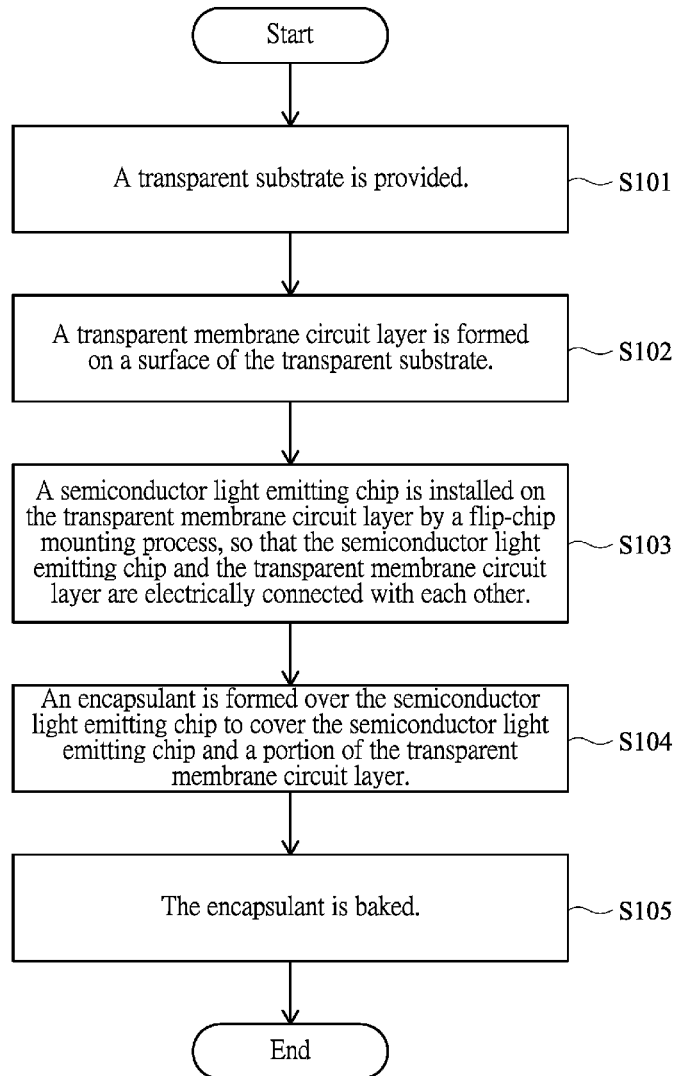 Start
A transparent substrate is provided.
S101
A transparent membrane circuit layer is formed
on a surface of the transparent substrate.
S102
A semiconductor light emitting chip is installed on
the transparent membrane circuit layer by a flip-chip
mounting process, so that the semiconductor light
emitting chip and the transparent membrane circuit
layer are electrically connected with each other.
S103
An encapsulant is formed over the semiconductor
light emitting chip to cover the semiconductor light
emitting chip and a portion of the transparent
membrane circuit layer.
S104
The encapsulant is baked.
S105
End